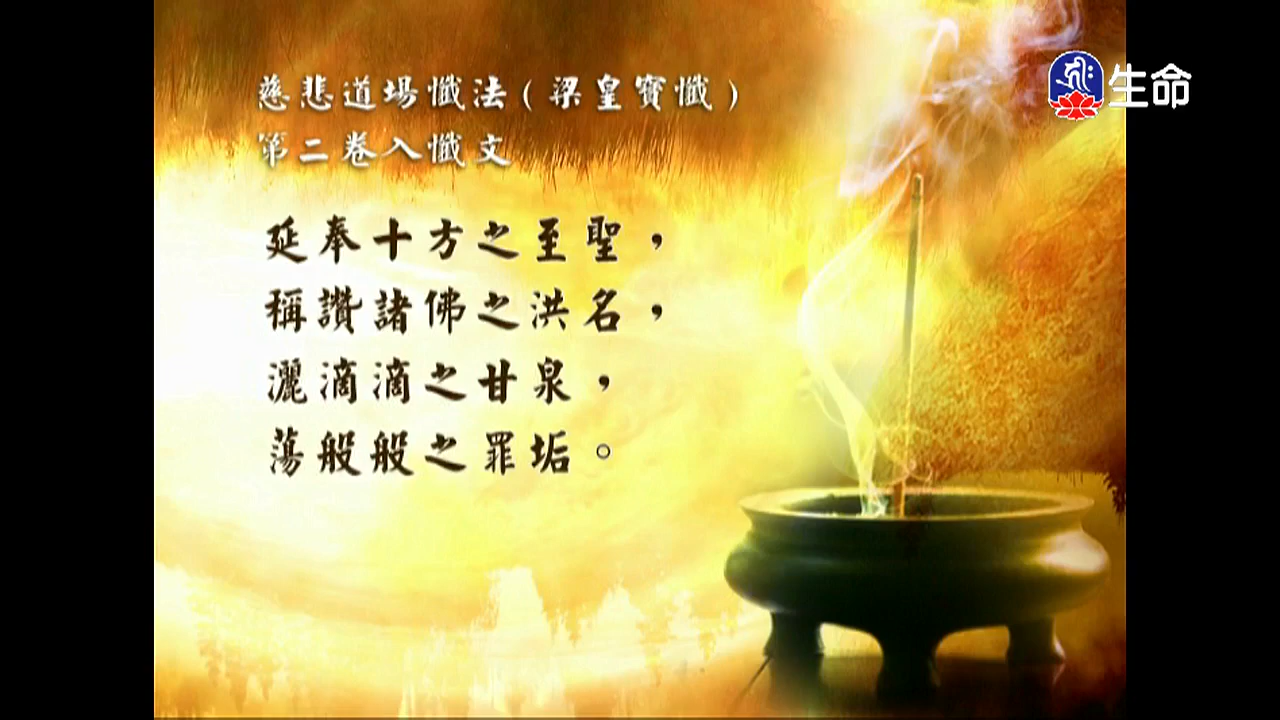 慈悲道場懺法(梁皇寶懺)
第二卷入懺文
生命
延奉十方之至聖,
稱讚諸佛之洪名,
灑滴滴之甘泉,
蕩般般之罪垢。